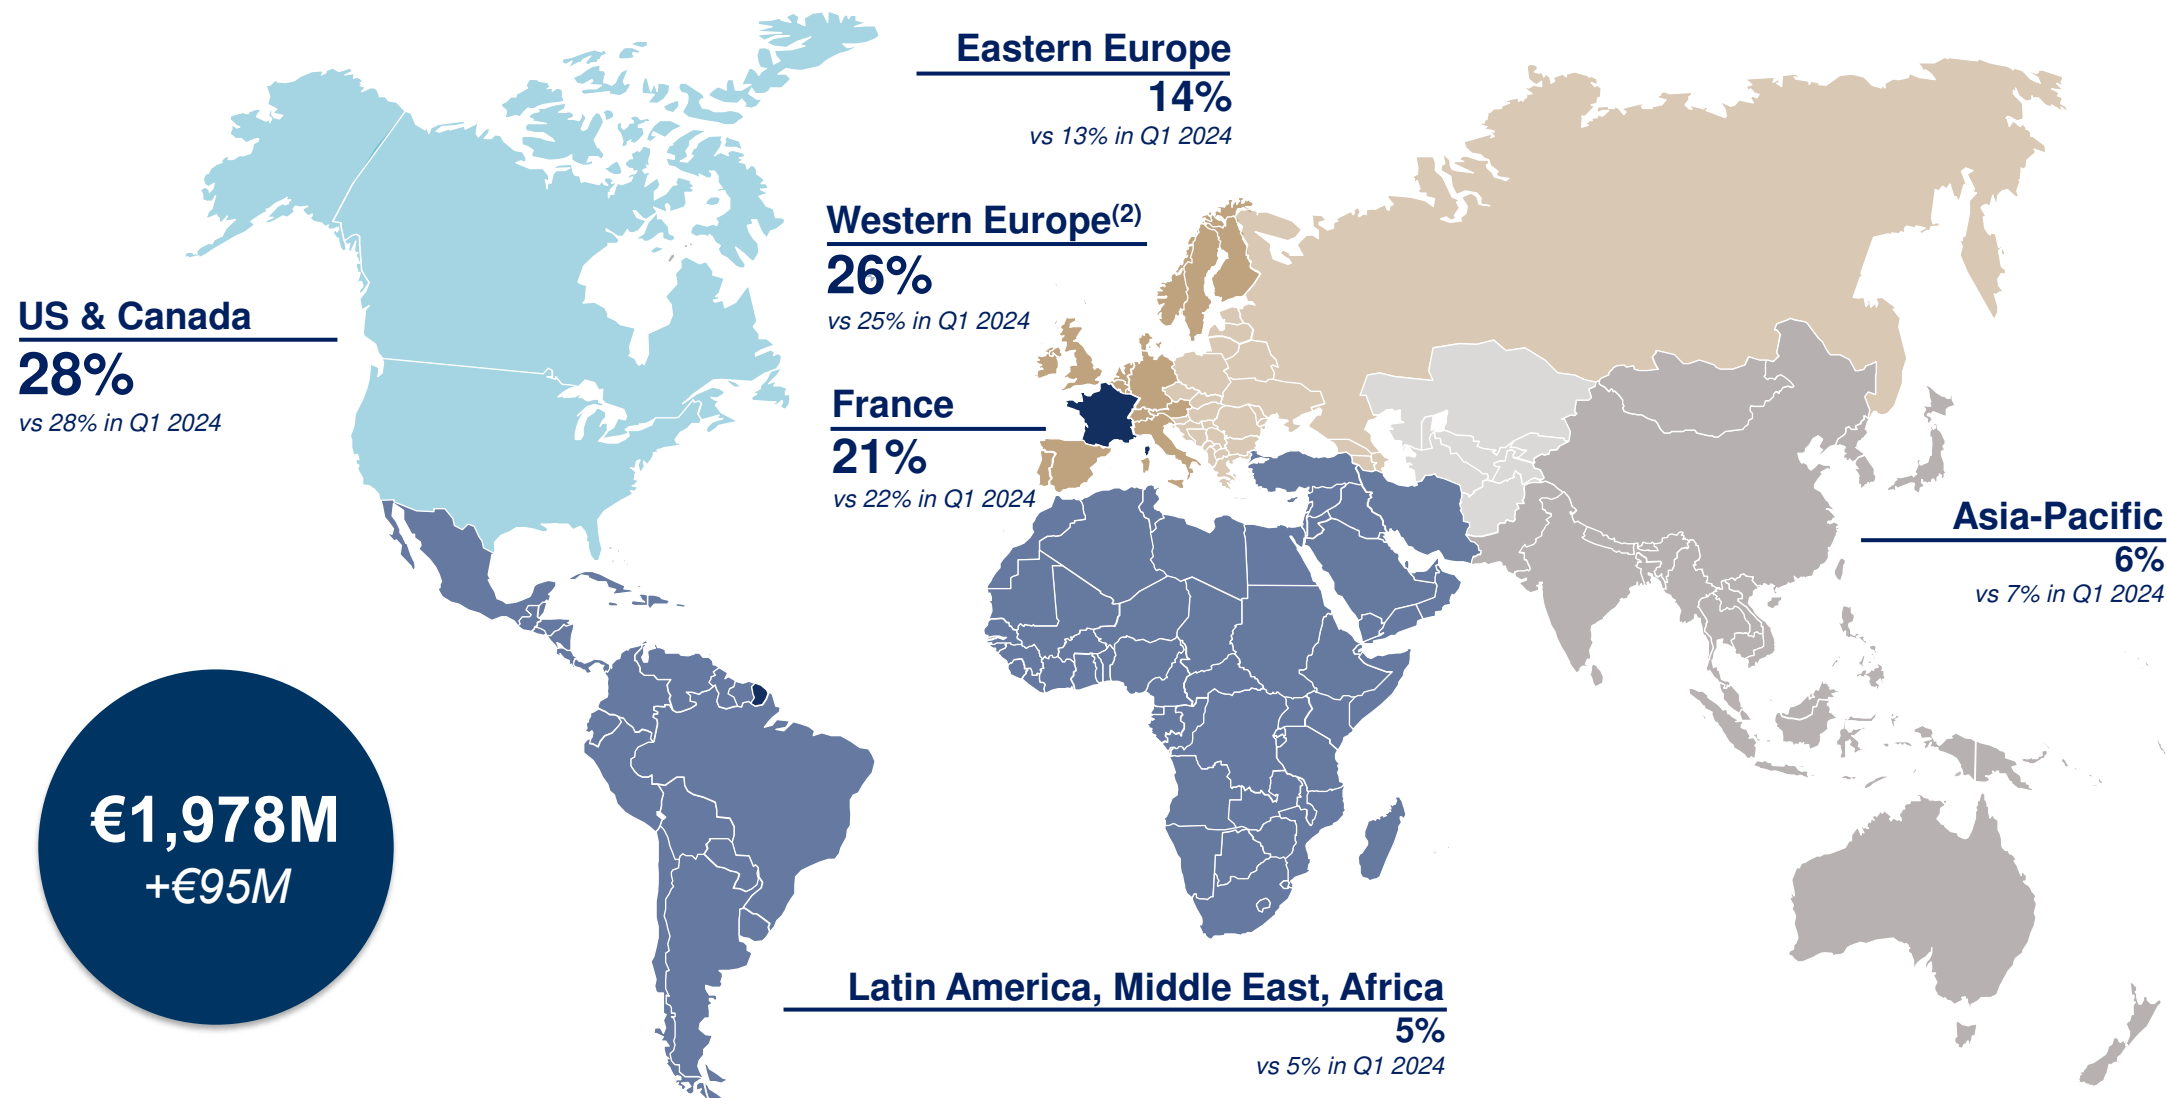 Eastern Europe
14%
vs 13% in Q1 2024
Western Europe(2)
26%
vs 25% in Q1 2024
US & Canada
28%
vs 28% in Q1 2024
France
21%
vs 22% in Q1 2024
Asia-Pacific
6%
vs 7% in Q1 2024
€1,978M
+€95M
Latin America, Middle East, Africa
5%
vs 5% in Q1 2024